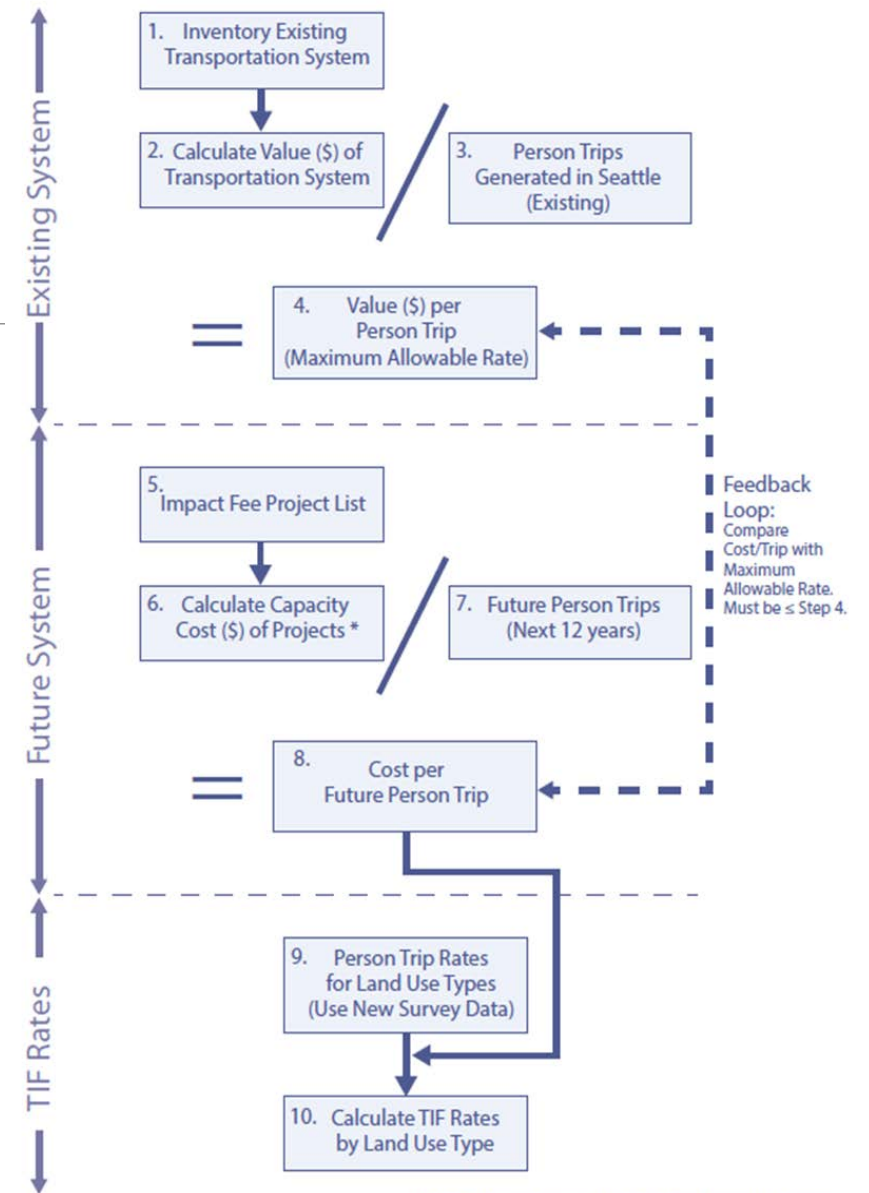 Existing System
1. Inventory Existing
Transportation System
2. Calculate Value ($) of
Transportation System
3. Person Trips
Generated in Seattle
(Existing)
=
4. Value ($) per
Person Trip
(Maximum Allowable Rate)
Future System
5.
Impact Fee Project List
6. Calculate Capacity
Cost ($) of Projects *
7. Future Person Trips
(Next 12 years)
=
8. Cost per
Future Person Trip
Feedback
Loop:
Compare
Cost/Trip with
Maximum
Allowable Rate.
Must be ≤ Step 4.
TIF Rates
9. Person Trip Rates
for Land Use Types
(Use New Survey Data)
10. Calculate TIF Rates
by Land Use Type